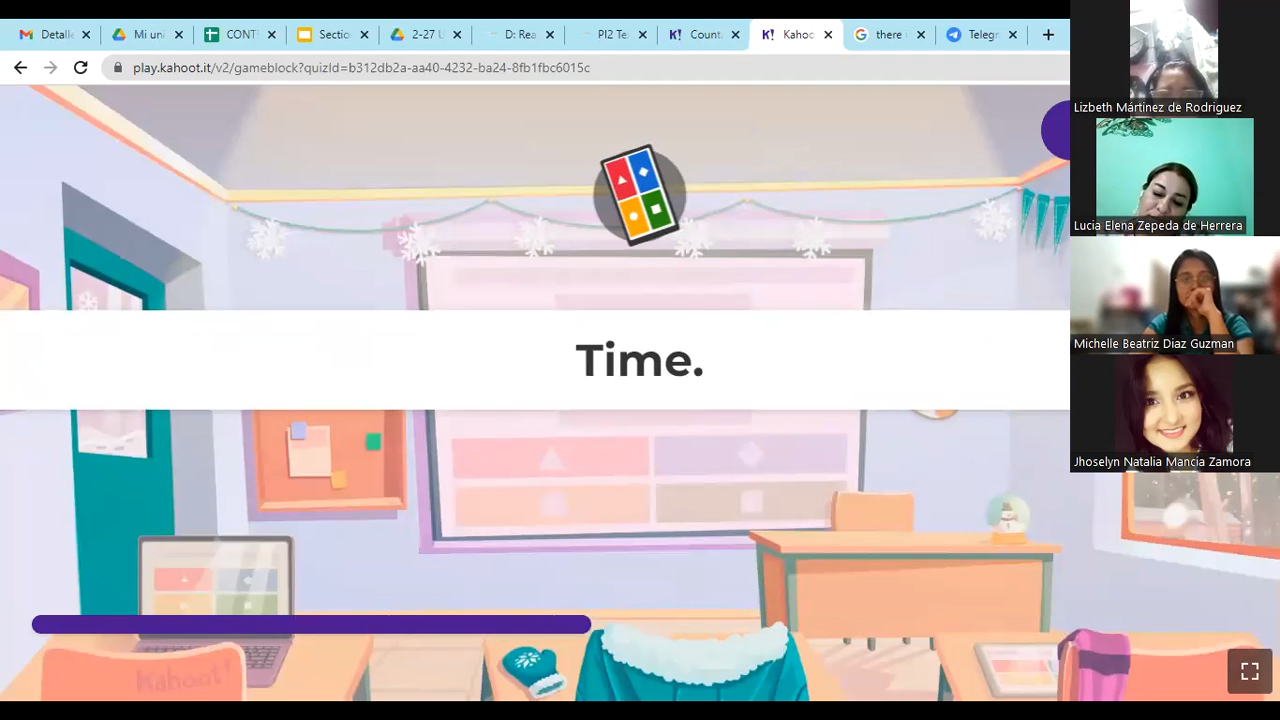 Detalle
Mi uni
CONT
Sectio
2-27
D: Rea
PI2 Te
K! Count
K! Kahoo
there i
Telegr
play.kahoot.it/v2/gameblock?quizId=b312db2a-aa40-4232-ba24-8fb1fbc6015c
Time.
Kahoot!
Lizbeth Mártinez de Rodriguez
Lucia Elena Zepeda de Herrera
Michelle Beatriz Diaz Guzman
Jhoselyn Natalia Mancia Zamora